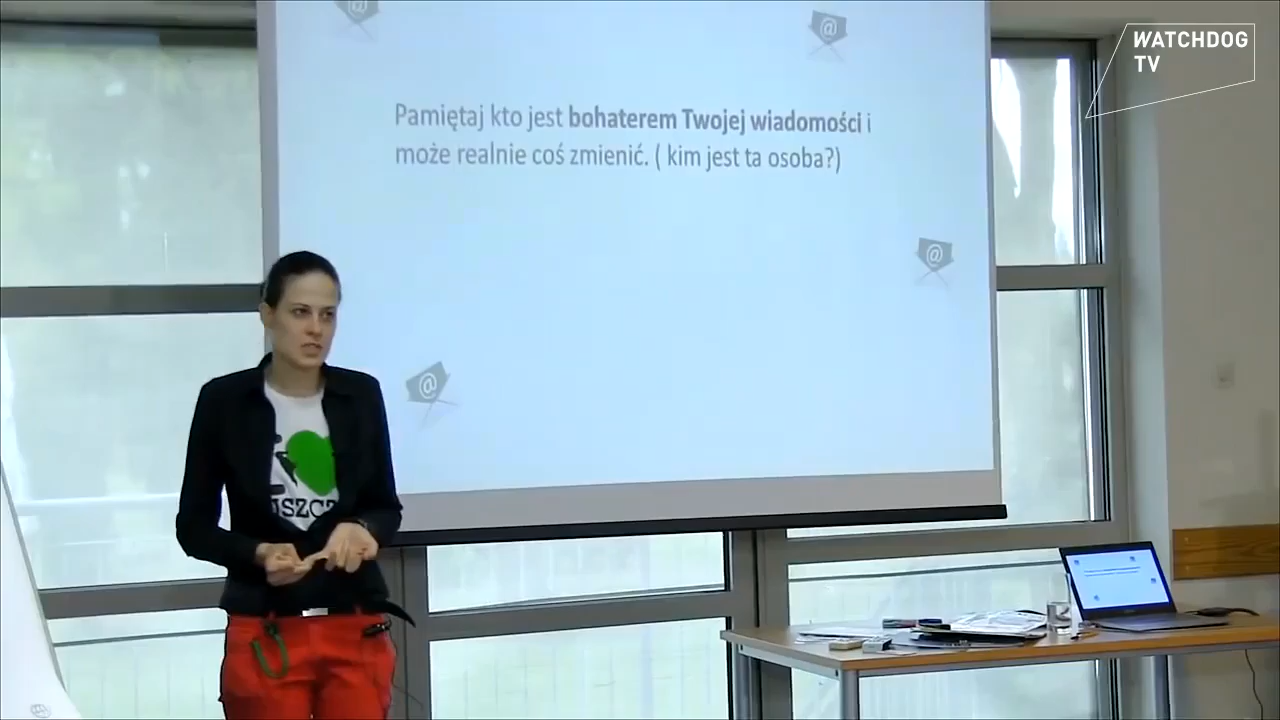 WATCHDOG
TV
Pamiętaj kto jest bohaterem Twojej wiadomości i
może realnie coś zmienić. ( kim jest ta osoba?)
@
@
@
@
I